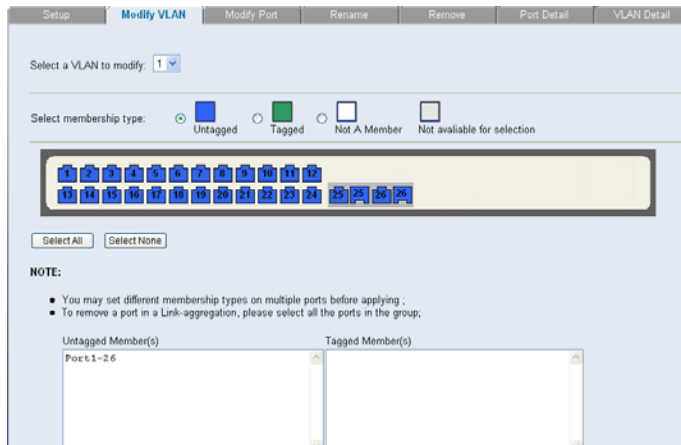 Setup Modify VLAN Modify Port Rename Remove Port Detail VLAN Detail
Select a VLAN to modify: 1
Select membership type: Untagged Tagged Not A Member Not avaliable for selection
1 2 3 4 5 6 7 8 9 10 11 12
13 14 15 16 17 18 19 20 21 22 23 24 25 25 26 26
Select All Select None
NOTE:
You may set different membership types on multiple ports before applying ;
To remove a port in a Link-aggregation, please select all the ports in the group;
Untagged Member(s) Tagged Member(s)
Port1-26